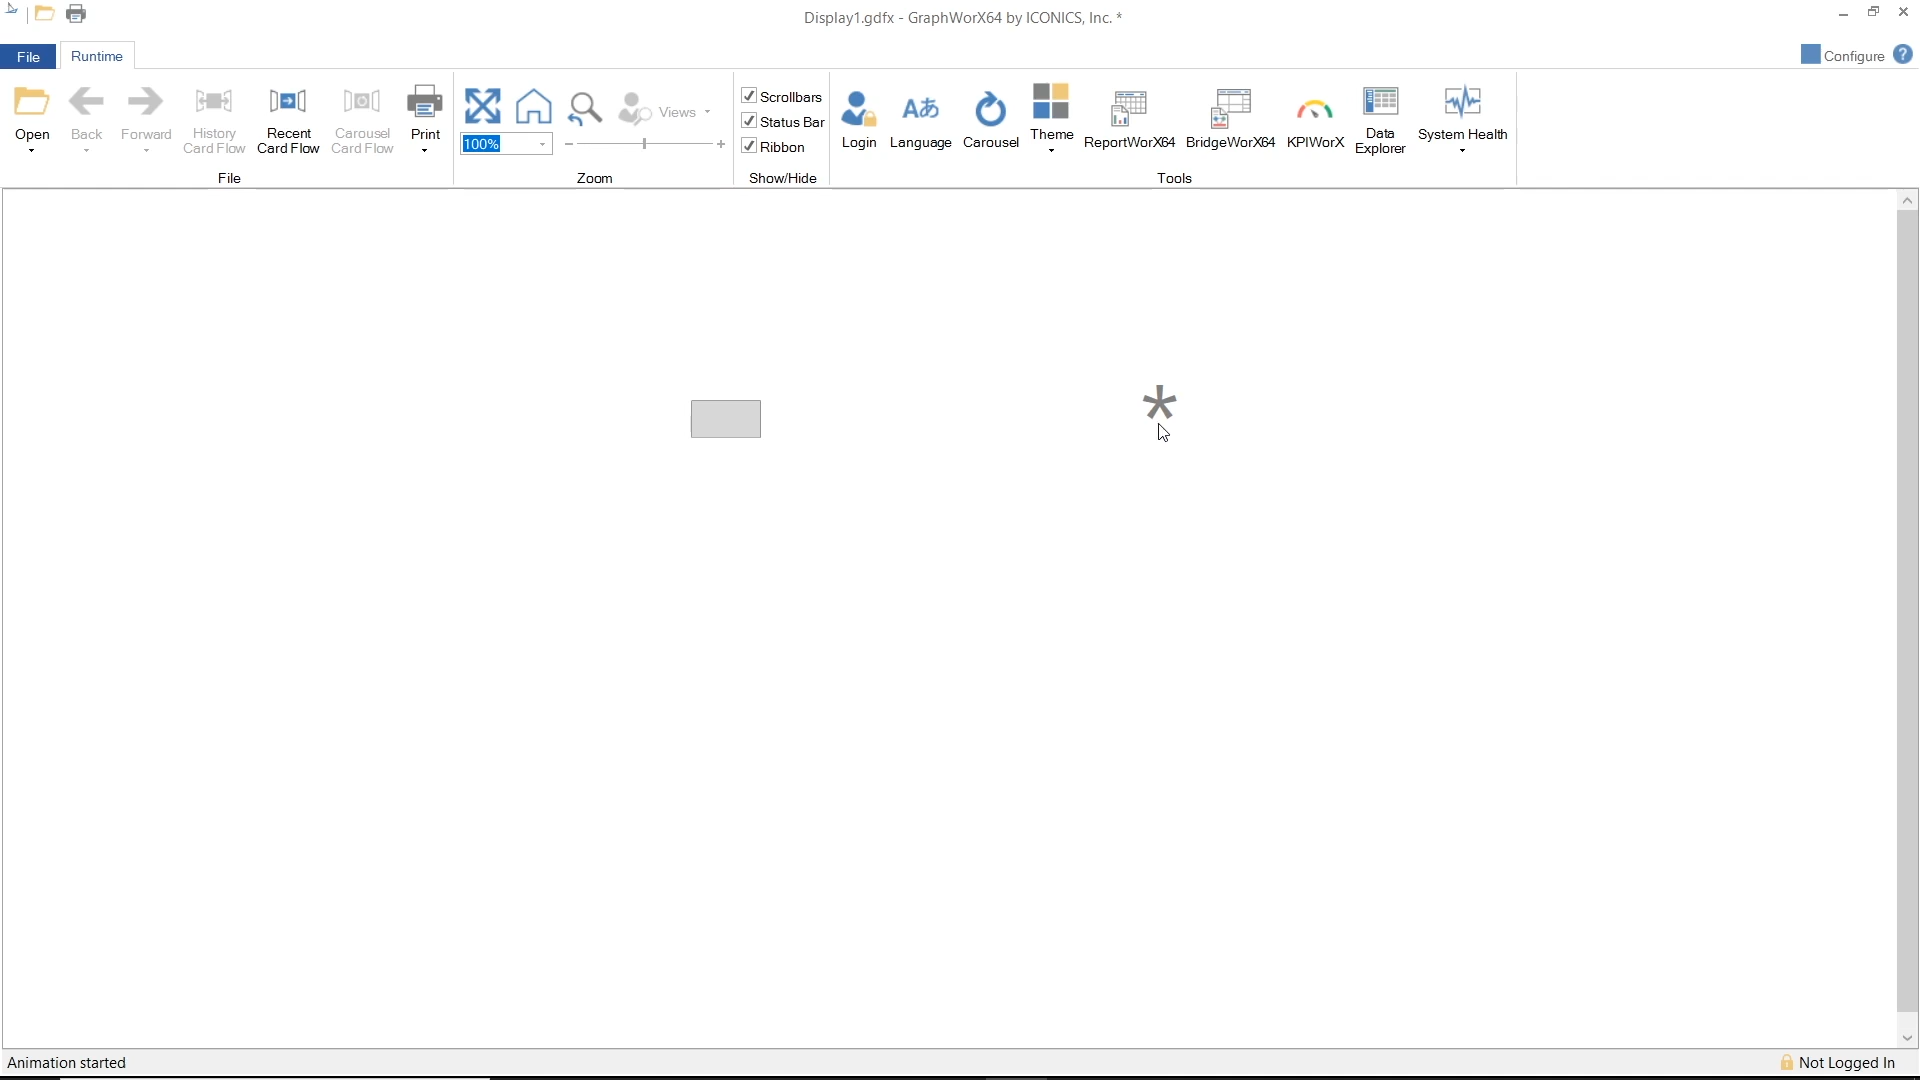 Display1.gdfx - GraphWorX64 by ICONICS, Inc. *
File
Runtime
Configure
?
Open
Back
Forward
History
Card Flow
Recent
Card Flow
Carousel
Card Flow
Print
File
100%
Views
Zoom
Scrollbars
Status Bar
Ribbon
Show/Hide
Aあ
Login
Language
Carousel
Theme
ReportWorX64
BridgeWorX64
KPIWorX
Data
Explorer
System Health
Tools
*
Animation started
Not Logged In